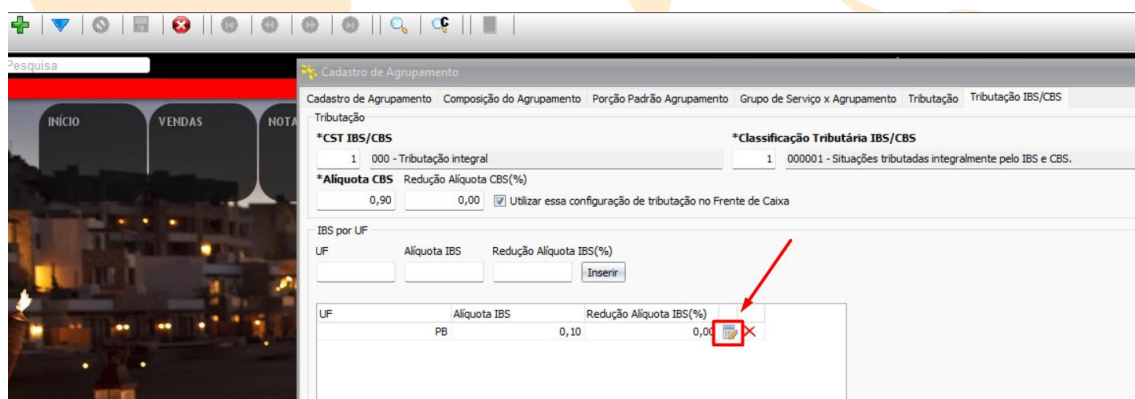 Pesquisa
Cadastro de Agrupamento
Cadastro de Agrupamento Composição do Agrupamento Porção Padrão Agrupamento Grupo de Serviço x Agrupamento Tributação Tributação IBS/CBS
INÍCIO VENDAS NOTA
Tributação
*CST IBS/CBS *Classificação Tributária IBS/CBS
1 000 - Tributação integral 1 000001 - Situações tributadas integralmente pelo IBS e CBS.
*Alíquota CBS Redução Alíquota CBS(%)
0,90 0,00 Utilizar essa configuração de tributação no Frente de Caixa
IBS por UF
UF Alíquota IBS Redução Alíquota IBS(%)
Inserir
UF Alíquota IBS Redução Alíquota IBS(%)
PB 0,10 0,00